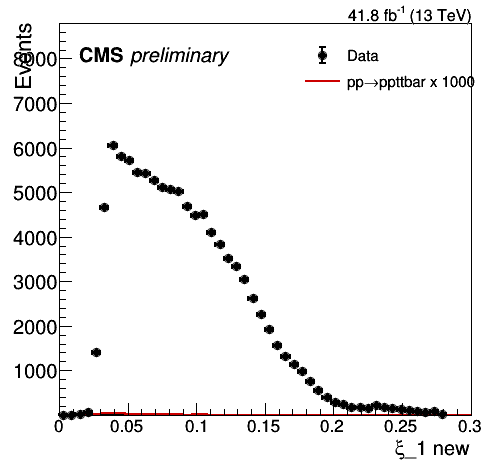 41.8 fb⁻¹ (13 TeV)
Events
CMS preliminary
Data
pp→ppttbar x 1000
8000
7000
6000
5000
4000
3000
2000
1000
0 0.05 0.1 0.15 0.2 0.25 0.3
ξ_1 new